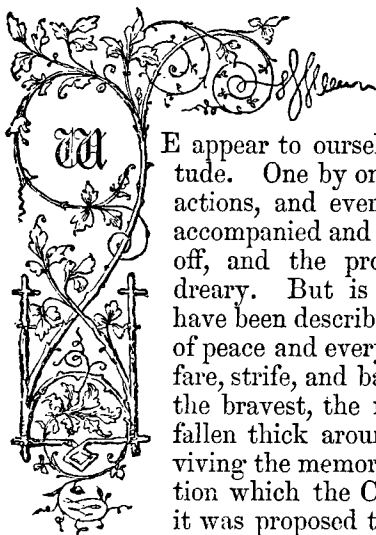 WE appear to oursel
tude. One by on
actions, and ever
accompanied and
off, and the pro
dreary. But is
have been describ
of peace and every
fare, strife, and ba
the bravest, the
fallen thick arou
viving the memor
tion which the C
it was proposed t